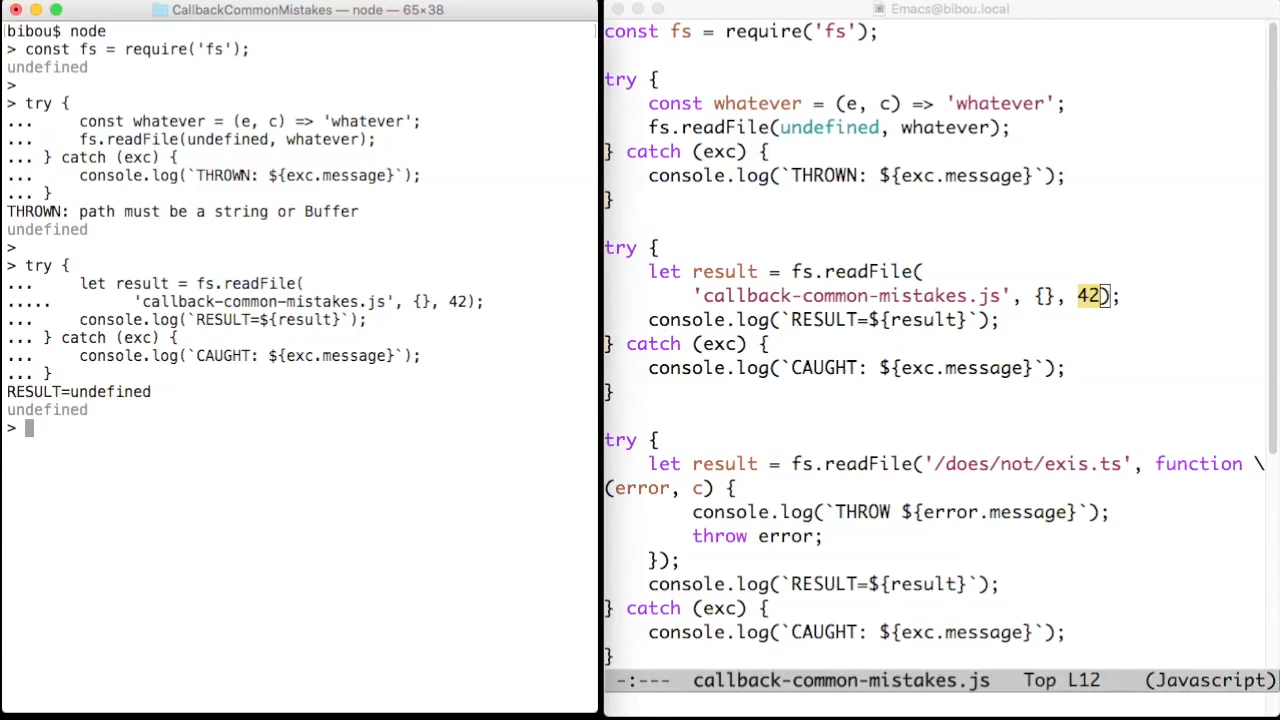 CallbackCommonMistakes — node — 65×38
bibou$ node
> const fs = require('fs');
undefined
>
> try {
...     const whatever = (e, c) => 'whatever';
...     fs.readFile(undefined, whatever);
... } catch (exc) {
...     console.log(`THROWN: ${exc.message}`);
... }
THROWN: path must be a string or Buffer
undefined
>
> try {
...     let result = fs.readFile(
.....         'callback-common-mistakes.js', {}, 42);
...     console.log(`RESULT=${result}`);
... } catch (exc) {
...     console.log(`CAUGHT: ${exc.message}`);
... }
RESULT=undefined
undefined
>
Emacs@bibou.local
const fs = require('fs');
try {
    const whatever = (e, c) => 'whatever';
    fs.readFile(undefined, whatever);
} catch (exc) {
    console.log(`THROWN: ${exc.message}`);
}
try {
    let result = fs.readFile(
        'callback-common-mistakes.js', {}, 42);
    console.log(`RESULT=${result}`);
} catch (exc) {
    console.log(`CAUGHT: ${exc.message}`);
}
try {
    let result = fs.readFile('/does/not/exis.ts', function \
(error, c) {
        console.log(`THROW ${error.message}`);
        throw error;
    });
    console.log(`RESULT=${result}`);
} catch (exc) {
    console.log(`CAUGHT: ${exc.message}`);
}
-:--- callback-common-mistakes.js Top L12 (Javascript)